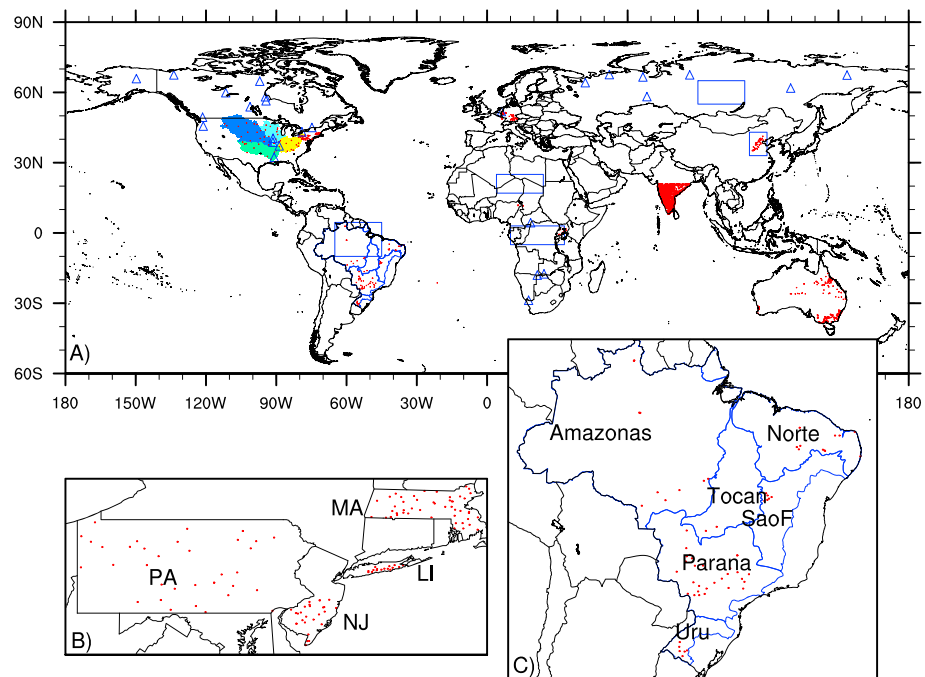 90N
60N
30N
0
30S
60S
A)
180 150W 120W 90W 60W 30W 0 180
Amazonas
Norte
Tocan
SaoF
Parana
Uru
C)
MA
LI
PA
NJ
B)